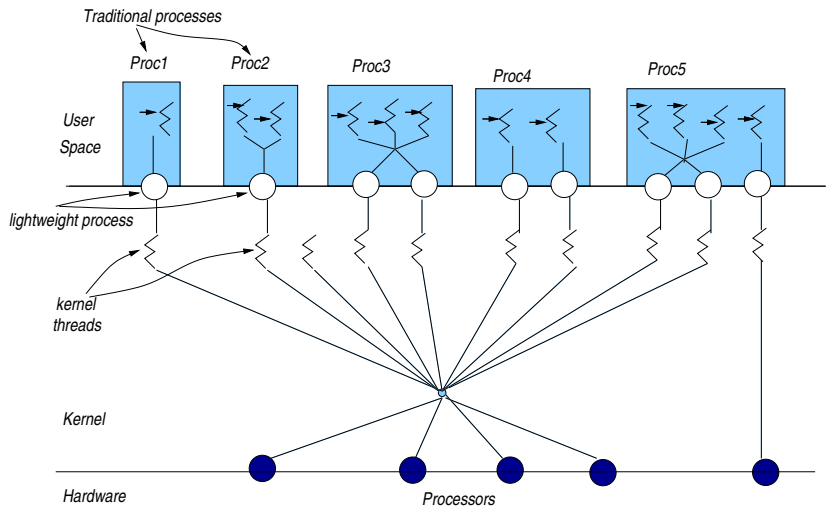 Traditional processes
Proc1
Proc2
Proc3
Proc4
Proc5
User
Space
lightweight process
kernel
threads
Kernel
Hardware
Processors